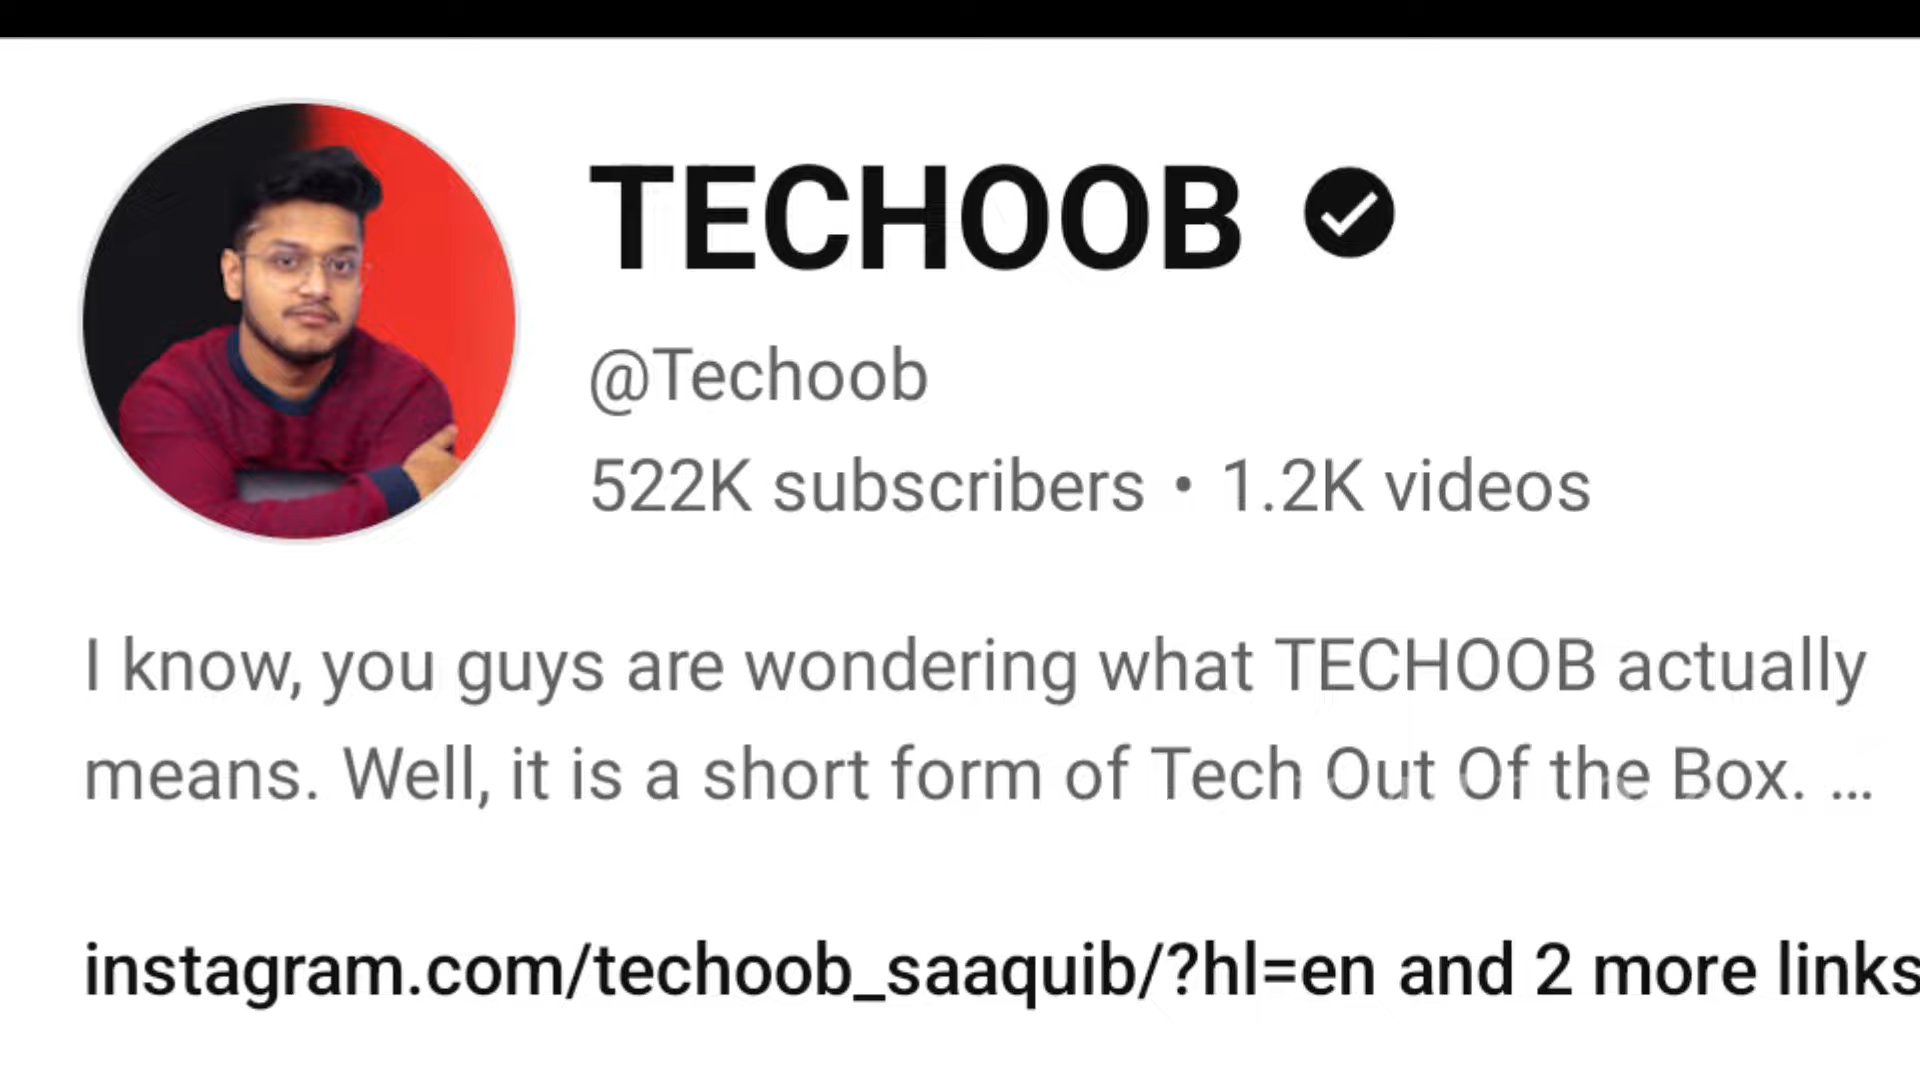 TECHOOB
@Techoob
522K subscribers • 1.2K videos
I know, you guys are wondering what TECHOOB actually
means. Well, it is a short form of Tech Out Of the Box. ...
instagram.com/techoob_saaquib/?hl=en and 2 more links